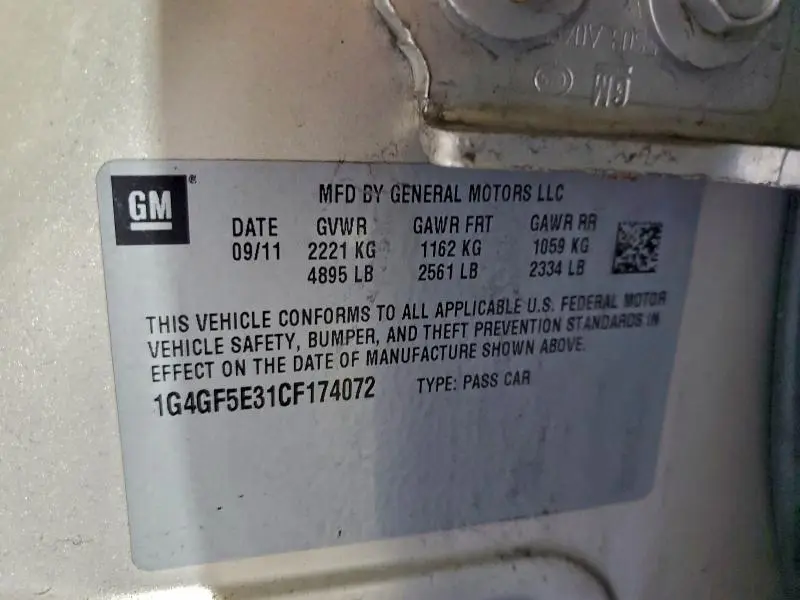 GM ®
MFD BY GENERAL MOTORS LLC
DATE GVWR GAWR FRT GAWR RR
09/11 2221 KG 1162 KG 1059 KG
4895 LB 2561 LB 2334 LB
THIS VEHICLE CONFORMS TO ALL APPLICABLE U.S. FEDERAL MOTOR
VEHICLE SAFETY, BUMPER, AND THEFT PREVENTION STANDARDS IN
EFFECT ON THE DATE OF MANUFACTURE SHOWN ABOVE.
1G4GF5E31CF174072 TYPE: PASS CAR